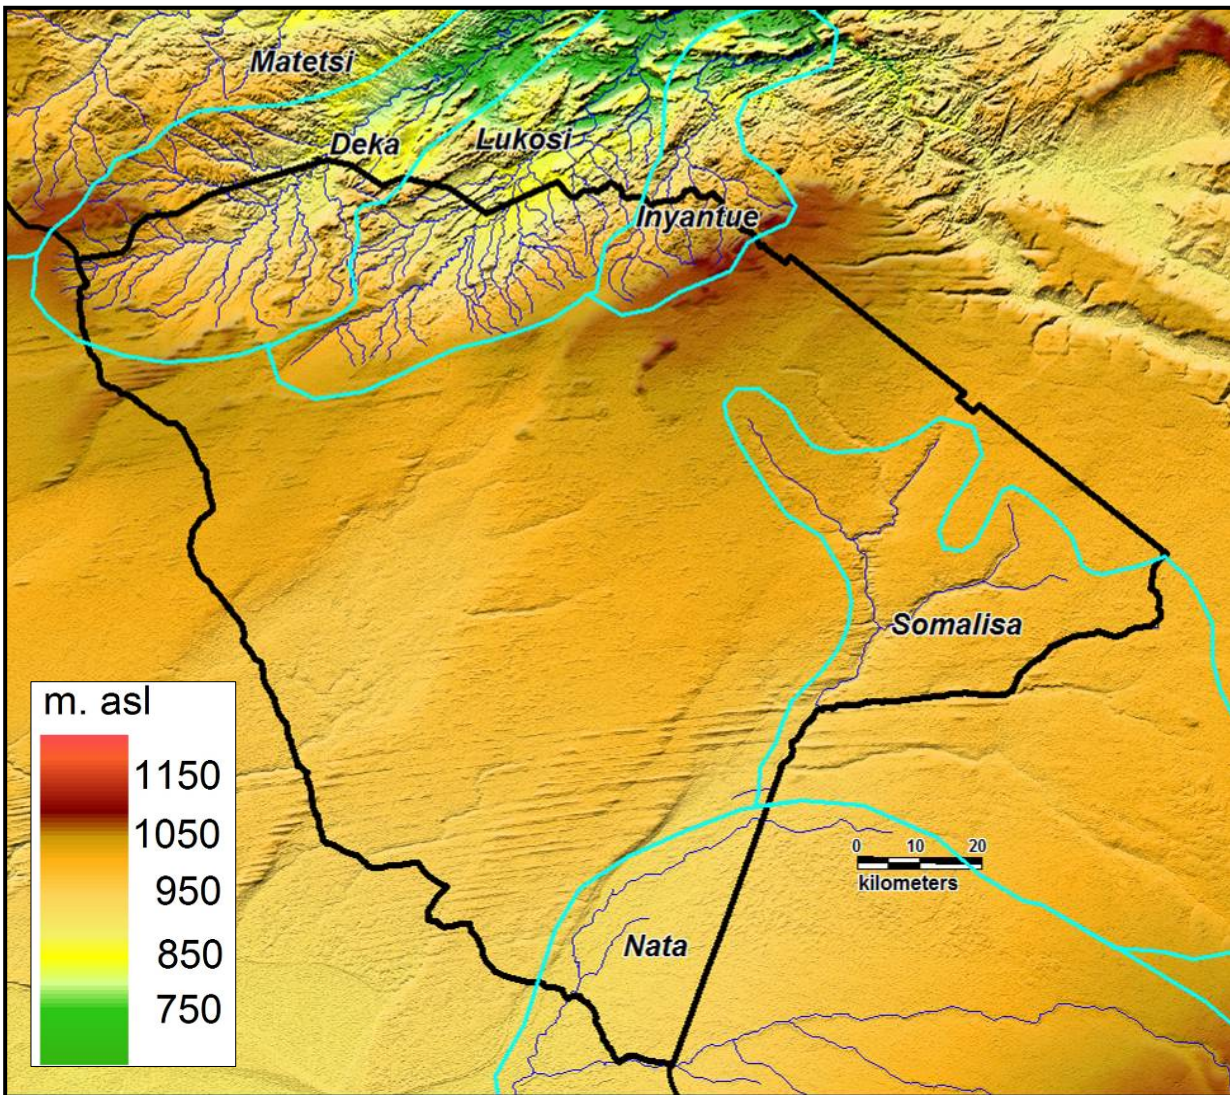 Matetsi
Deka
Lukosi
Inyantue
Somalisa
m. asl
1150
1050
950
850
750
0 10 20
kilometers
Nata